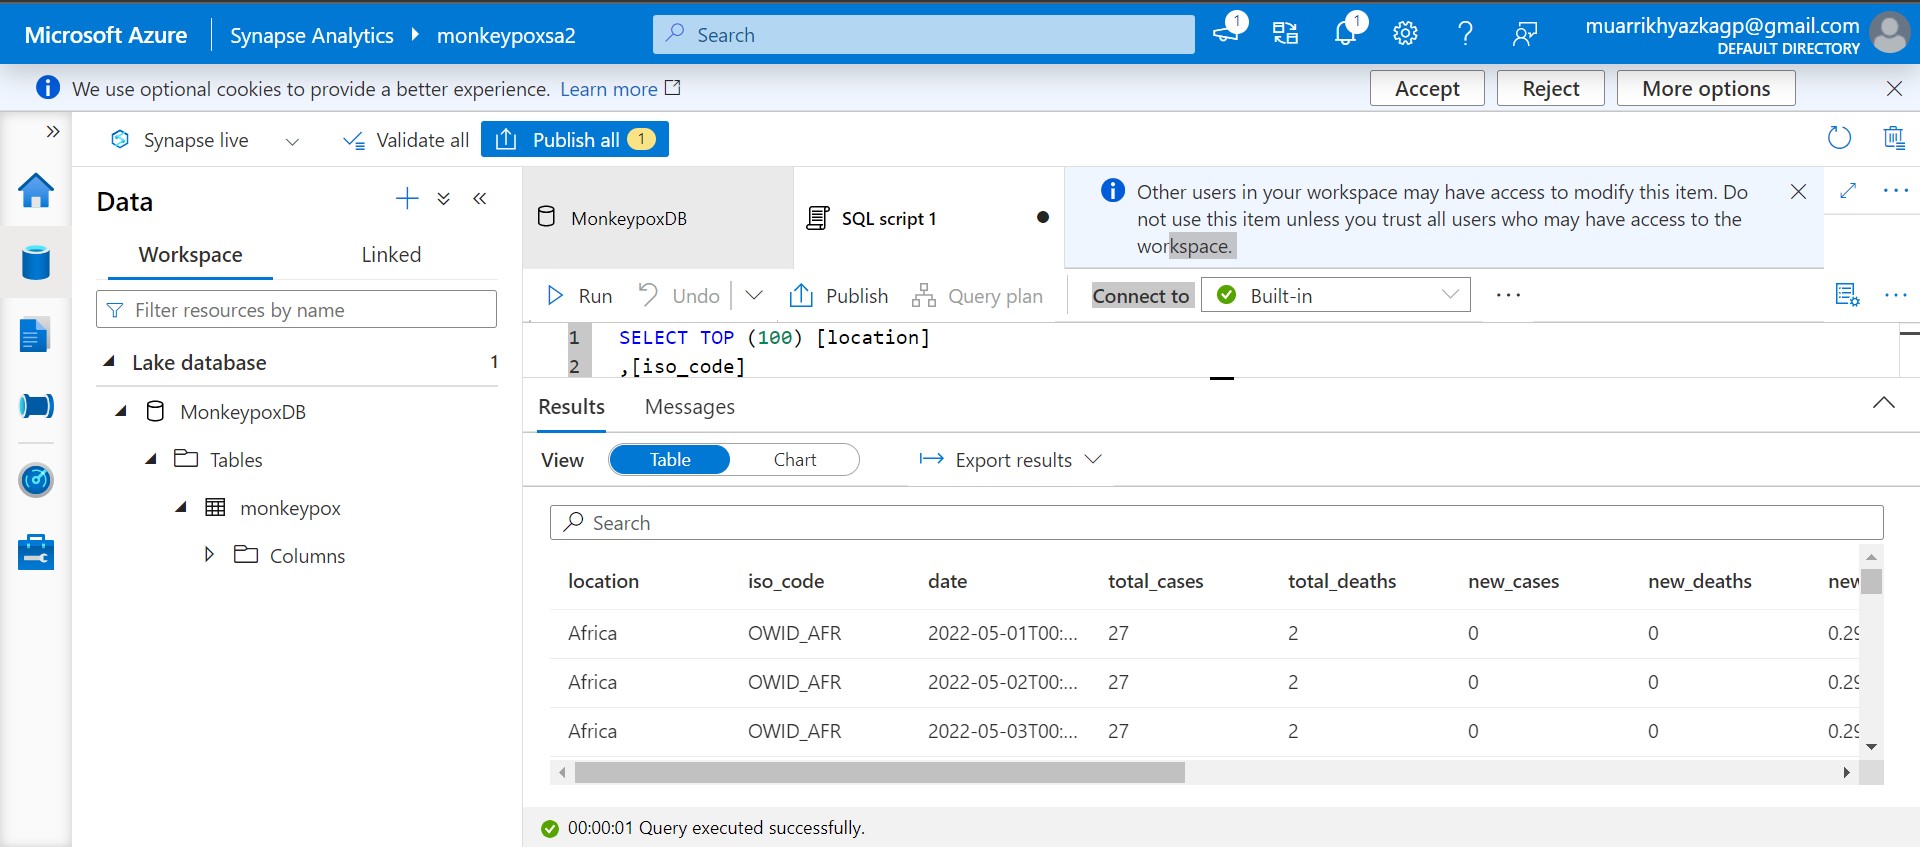 Microsoft Azure
Synapse Analytics
monkeypoxsa2
Search
1
1
muarrikhyazkagp@gmail.com
DEFAULT DIRECTORY
We use optional cookies to provide a better experience. Learn more
Accept
Reject
More options
Synapse live
Validate all
Publish all 1
Data
Workspace
Linked
Filter resources by name
Lake database 1
MonkeypoxDB
Tables
monkeypox
Columns
MonkeypoxDB
SQL script 1
Other users in your workspace may have access to modify this item. Do
not use this item unless you trust all users who may have access to the
workspace.
Run
Undo
Publish
Query plan
Connect to
Built-in
1 SELECT TOP (100) [location]
2 ,[iso_code]
Results
Messages
View
Table
Chart
Export results
Search
location iso_code date total_cases total_deaths new_cases new_deaths new
Africa OWID_AFR 2022-05-01T00:... 27 2 0 0 0.29
Africa OWID_AFR 2022-05-02T00:... 27 2 0 0 0.29
Africa OWID_AFR 2022-05-03T00:... 27 2 0 0 0.29
00:00:01 Query executed successfully.